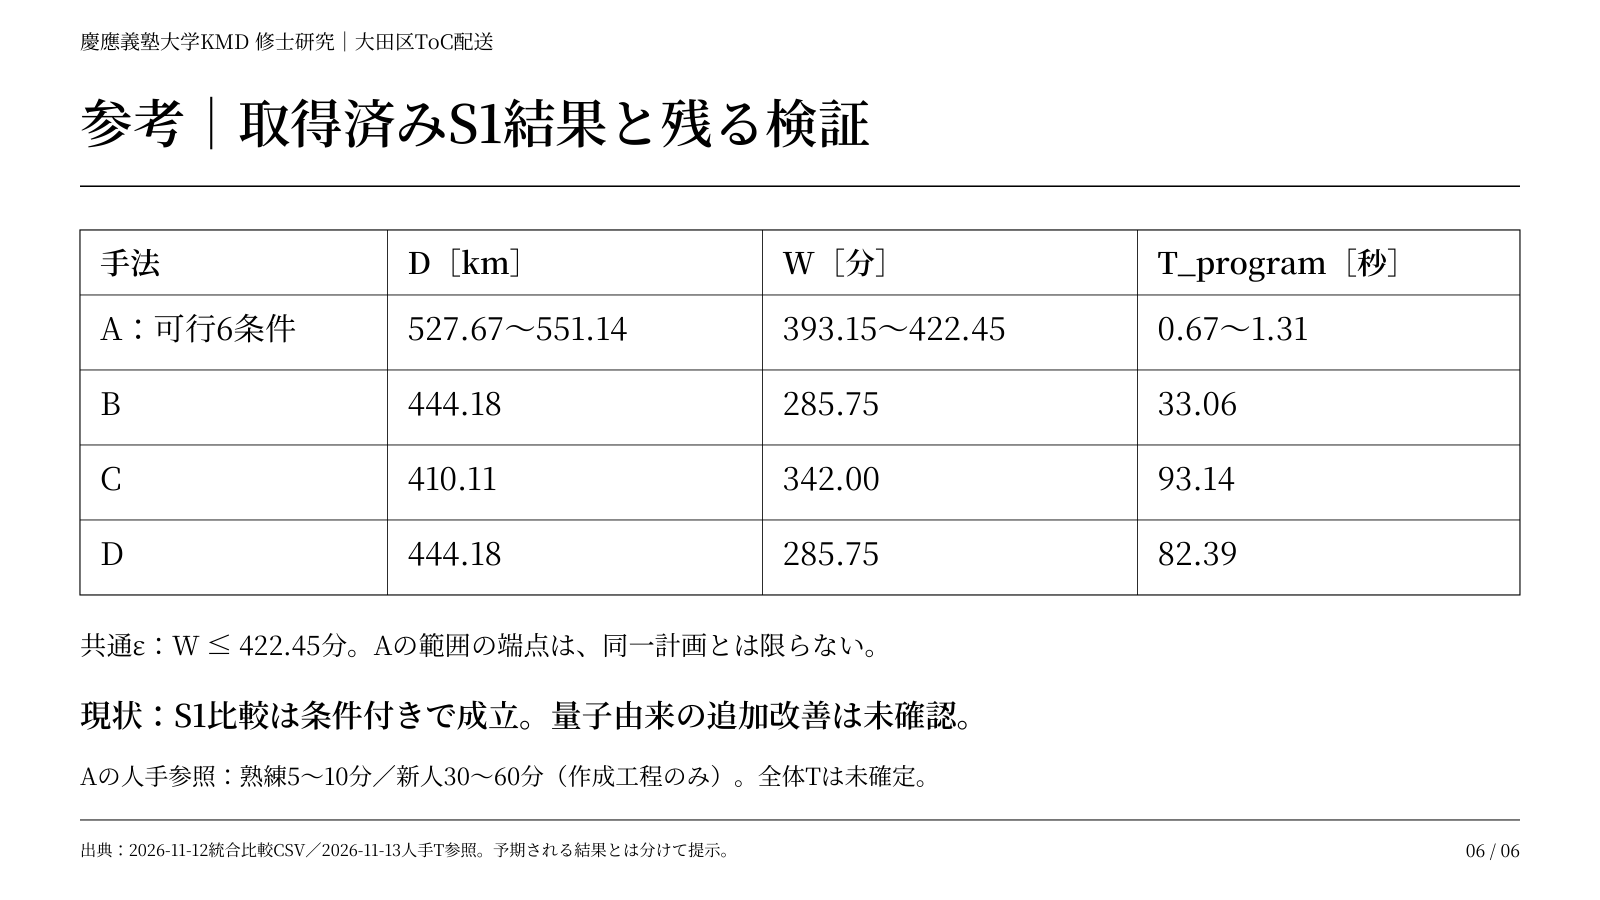 慶應義塾大学KMD 修士研究｜大田区ToC配送
参考｜取得済みS1結果と残る検証
手法 D［km］ W［分］ T_program［秒］
A：可行6条件 527.67〜551.14 393.15〜422.45 0.67〜1.31
B 444.18 285.75 33.06
C 410.11 342.00 93.14
D 444.18 285.75 82.39
共通ε：W ≤ 422.45分。Aの範囲の端点は、同一計画とは限らない。
現状：S1比較は条件付きで成立。量子由来の追加改善は未確認。
Aの人手参照：熟練5〜10分／新人30〜60分（作成工程のみ）。全体Tは未確定。
出典：2026-11-12統合比較CSV／2026-11-13人手T参照。予期される結果とは分けて提示。
06 / 06